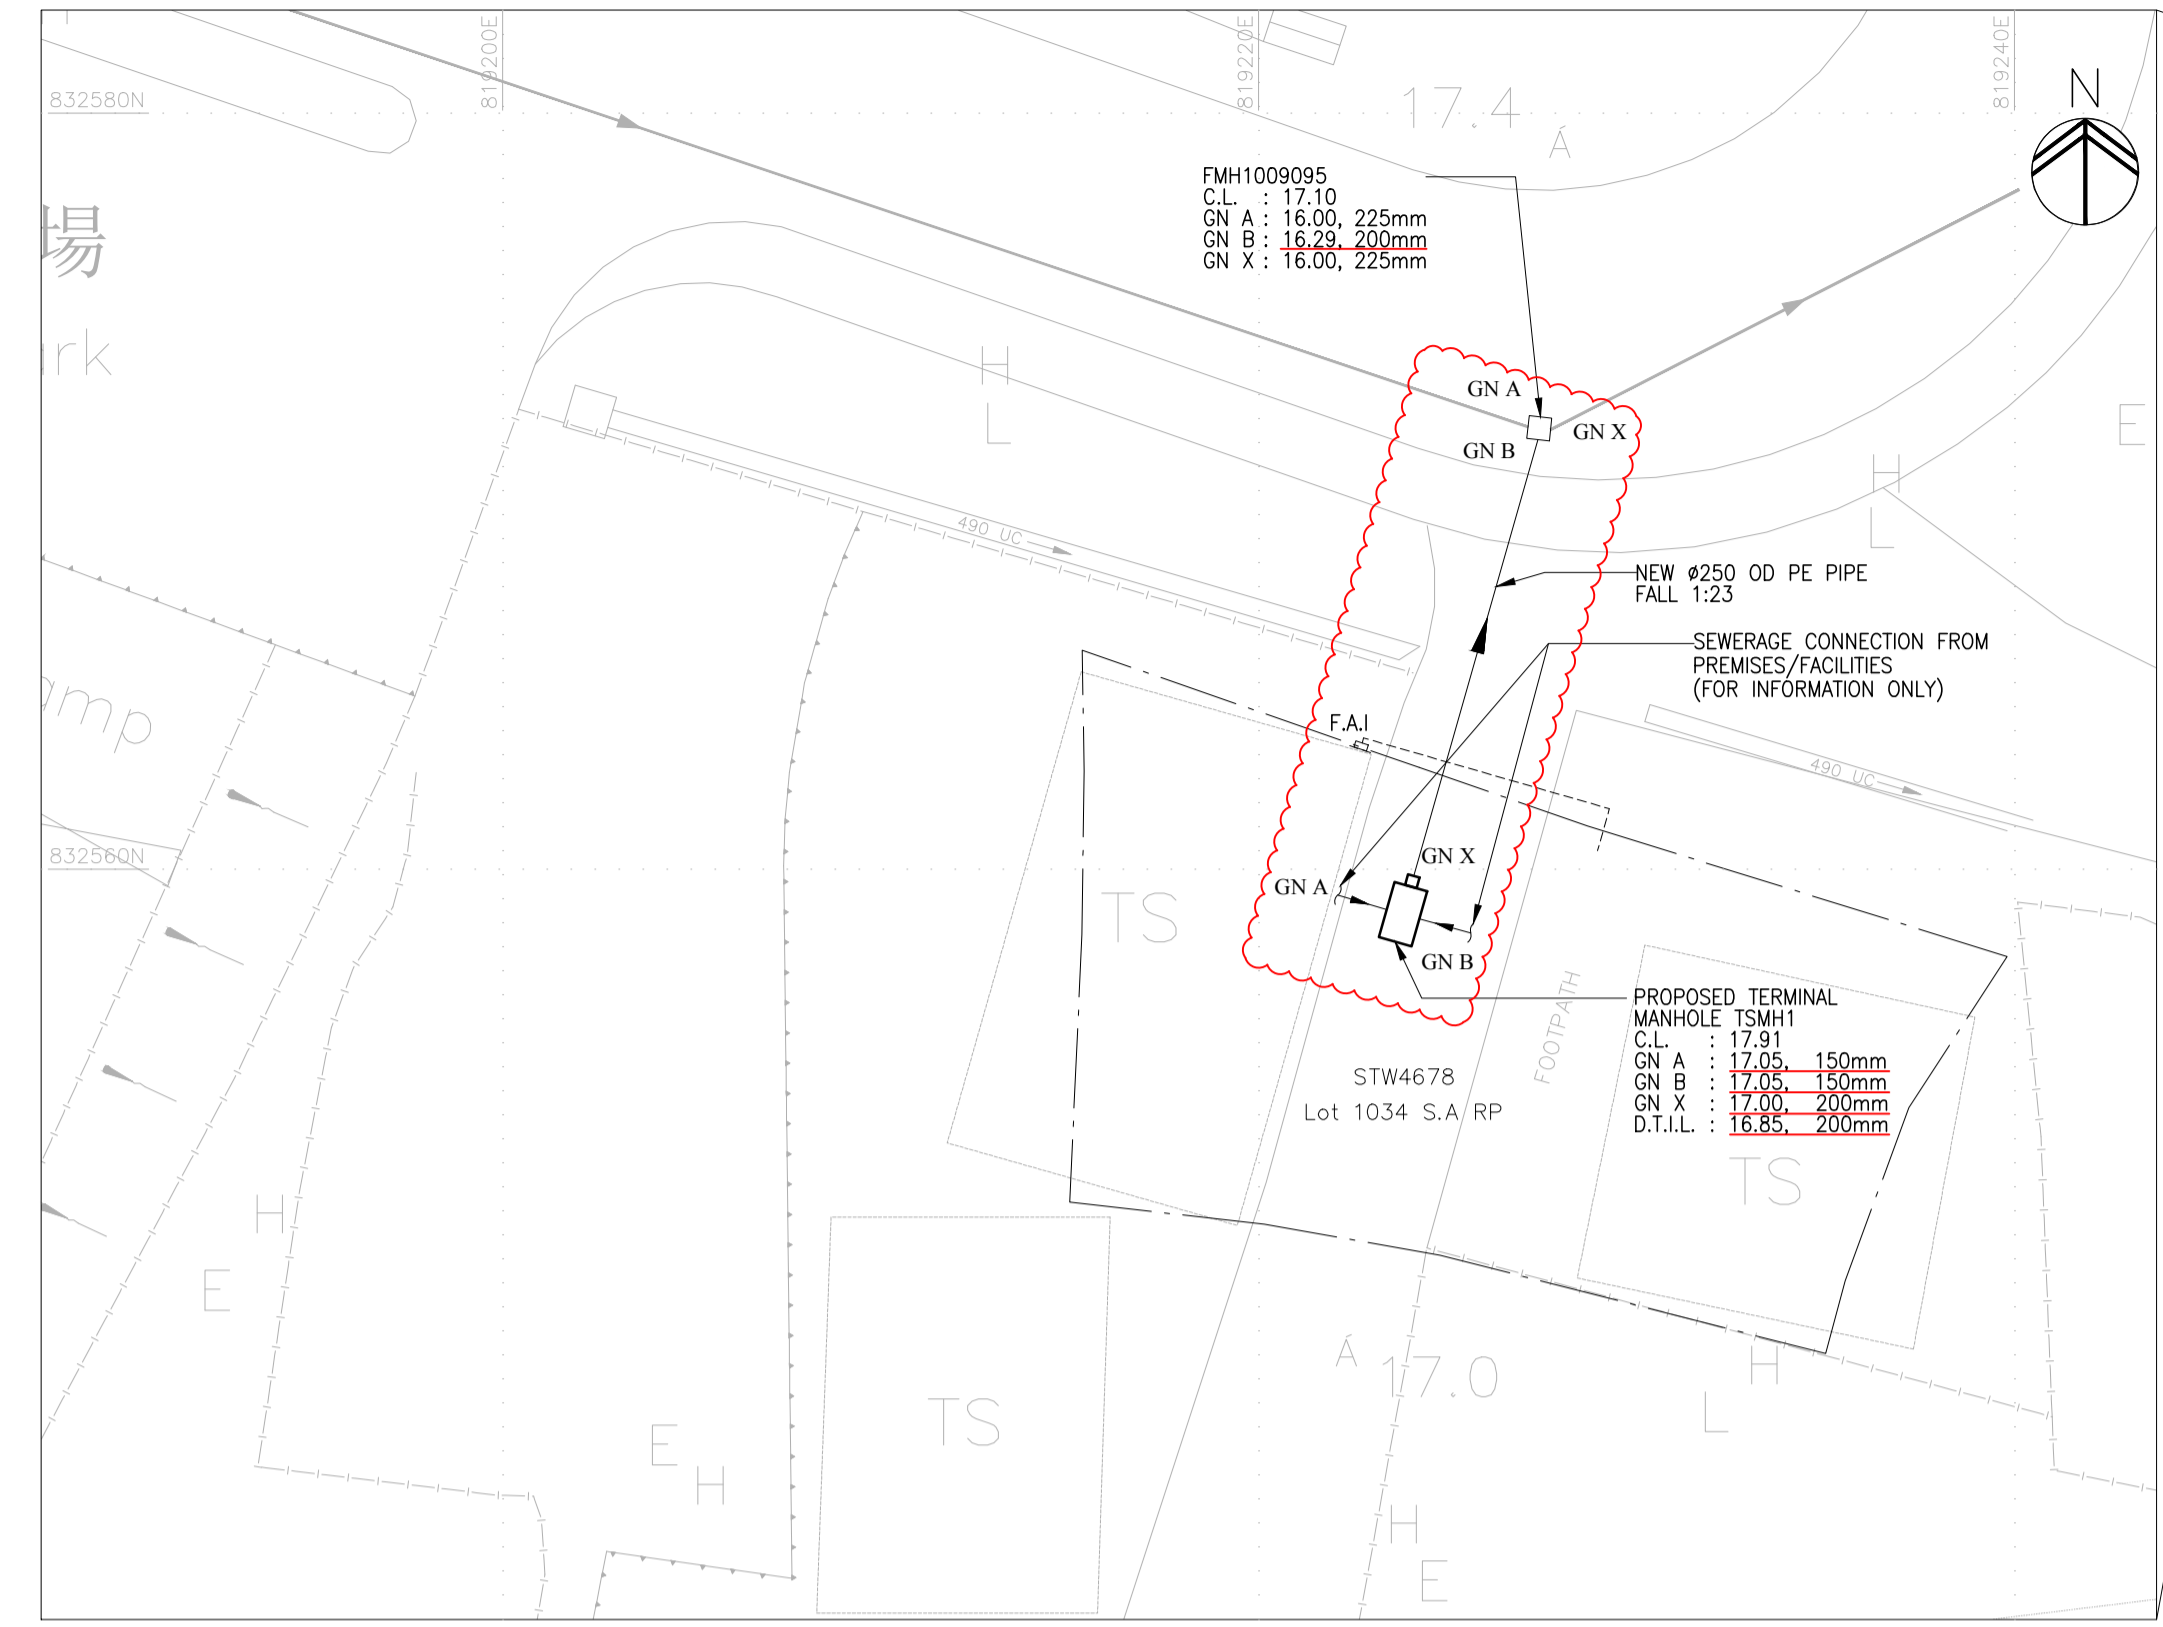 819200E
819220E
819240E
832580N
17.4
Á
N
場
FMH1009095
C.L. : 17.10
GN A : 16.00, 225mm
GN B : 16.29, 200mm
GN X : 16.00, 225mm
rk
H
L
GN A
GN X
GN B
E
H
L
490 UC
NEW ø250 OD PE PIPE
FALL 1:23
SEWERAGE CONNECTION FROM
PREMISES/FACILITIES
(FOR INFORMATION ONLY)
mp
F.A.I
490 UC
832560N
GN X
GN A
TS
GN B
FOOTPATH
PROPOSED TERMINAL
MANHOLE TSMH1
C.L. : 17.91
GN A : 17.05, 150mm
GN B : 17.05, 150mm
GN X : 17.00, 200mm
D.T.I.L. : 16.85, 200mm
STW4678
Lot 1034 S.A RP
TS
H
E
Á
17.0
H
L
TS
E
H
H
E